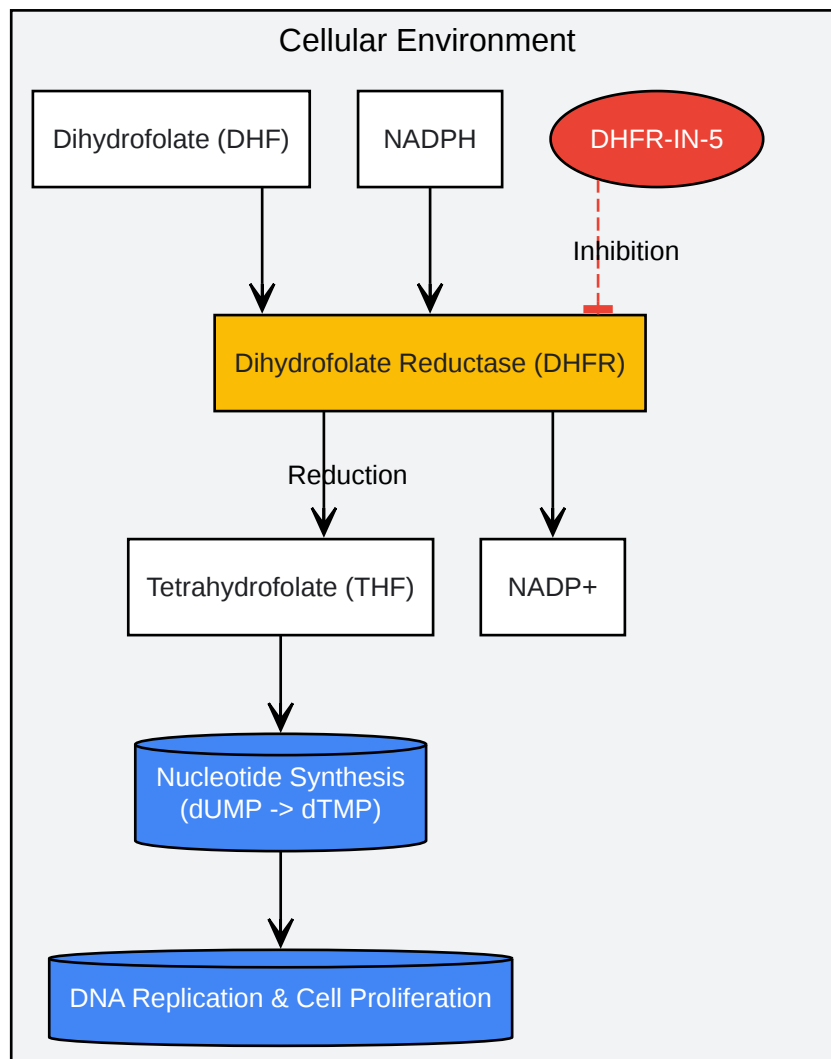 Cellular Environment
Dihydrofolate (DHF)
NADPH
DHFR-IN-5
Inhibition
Dihydrofolate Reductase (DHFR)
Reduction
Tetrahydrofolate (THF)
NADP+
Nucleotide Synthesis
(dUMP -> dTMP)
DNA Replication & Cell Proliferation